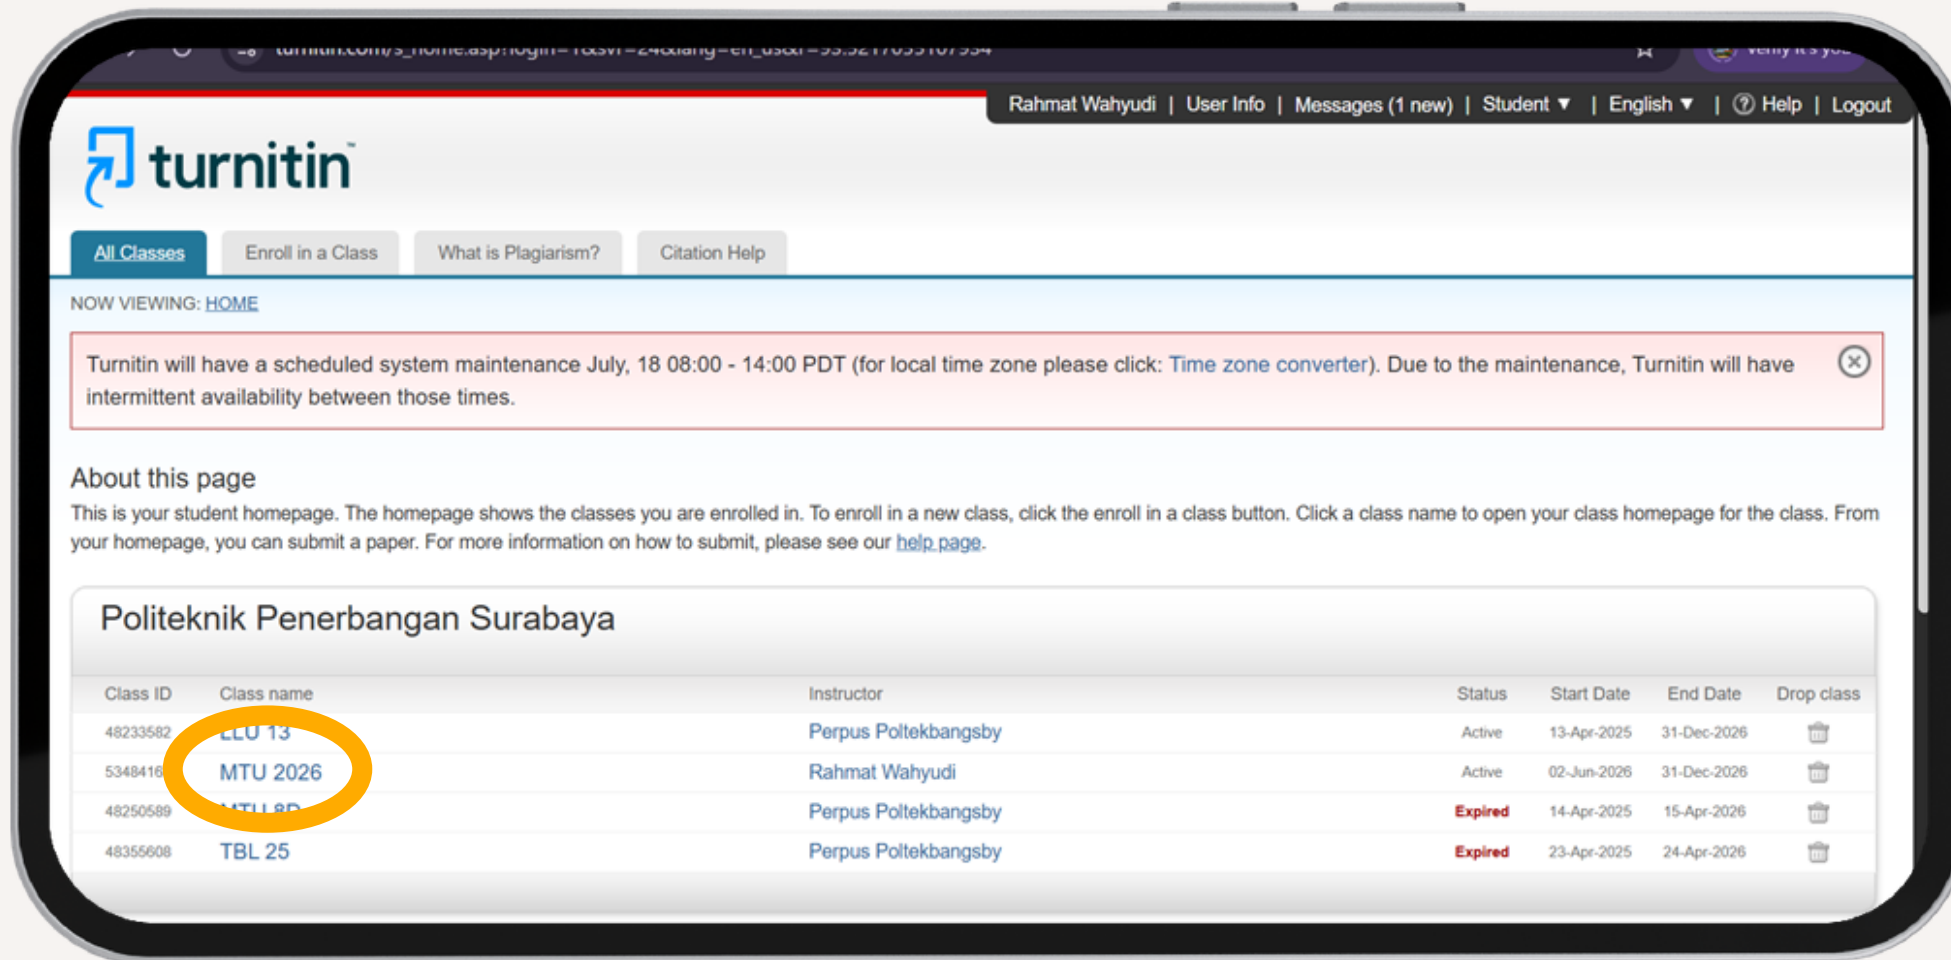 Rahmat Wahyudi | User Info | Messages (1 new) | Student ▼ | English ▼ | ? Help | Logout
turnitin
All Classes Enroll in a Class What is Plagiarism? Citation Help
NOW VIEWING: HOME
Turnitin will have a scheduled system maintenance July, 18 08:00 - 14:00 PDT (for local time zone please click: Time zone converter). Due to the maintenance, Turnitin will have
intermittent availability between those times.
About this page
This is your student homepage. The homepage shows the classes you are enrolled in. To enroll in a new class, click the enroll in a class button. Click a class name to open your class homepage for the class. From
your homepage, you can submit a paper. For more information on how to submit, please see our help page.
Politeknik Penerbangan Surabaya
Class ID Class name Instructor Status Start Date End Date Drop class
48233582 LLU 13 Perpus Poltekbangsby Active 13-Apr-2025 31-Dec-2026
MTU 2026 Rahmat Wahyudi Active 02-Jun-2026 31-Dec-2026
48250589 MTU 8D Perpus Poltekbangsby Expired 14-Apr-2025 15-Apr-2026
48355608 TBL 25 Perpus Poltekbangsby Expired 23-Apr-2025 24-Apr-2026